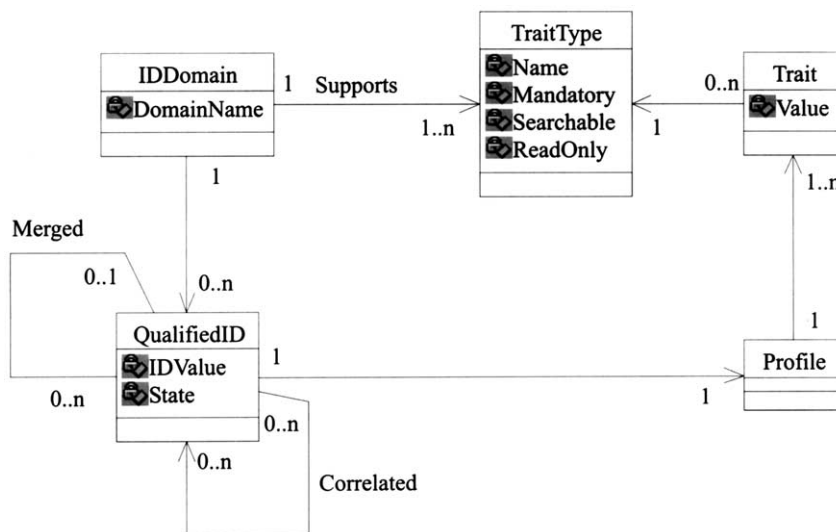 IDDomain
DomainName
1
Supports
1..n
TraitType
Name
Mandatory
Searchable
ReadOnly
0..n
1
Trait
Value
1
0..n
1..n
Merged
0..1
0..n
QualifiedID
IDValue
State
1
0..n
0..n
Correlated
1
1
Profile